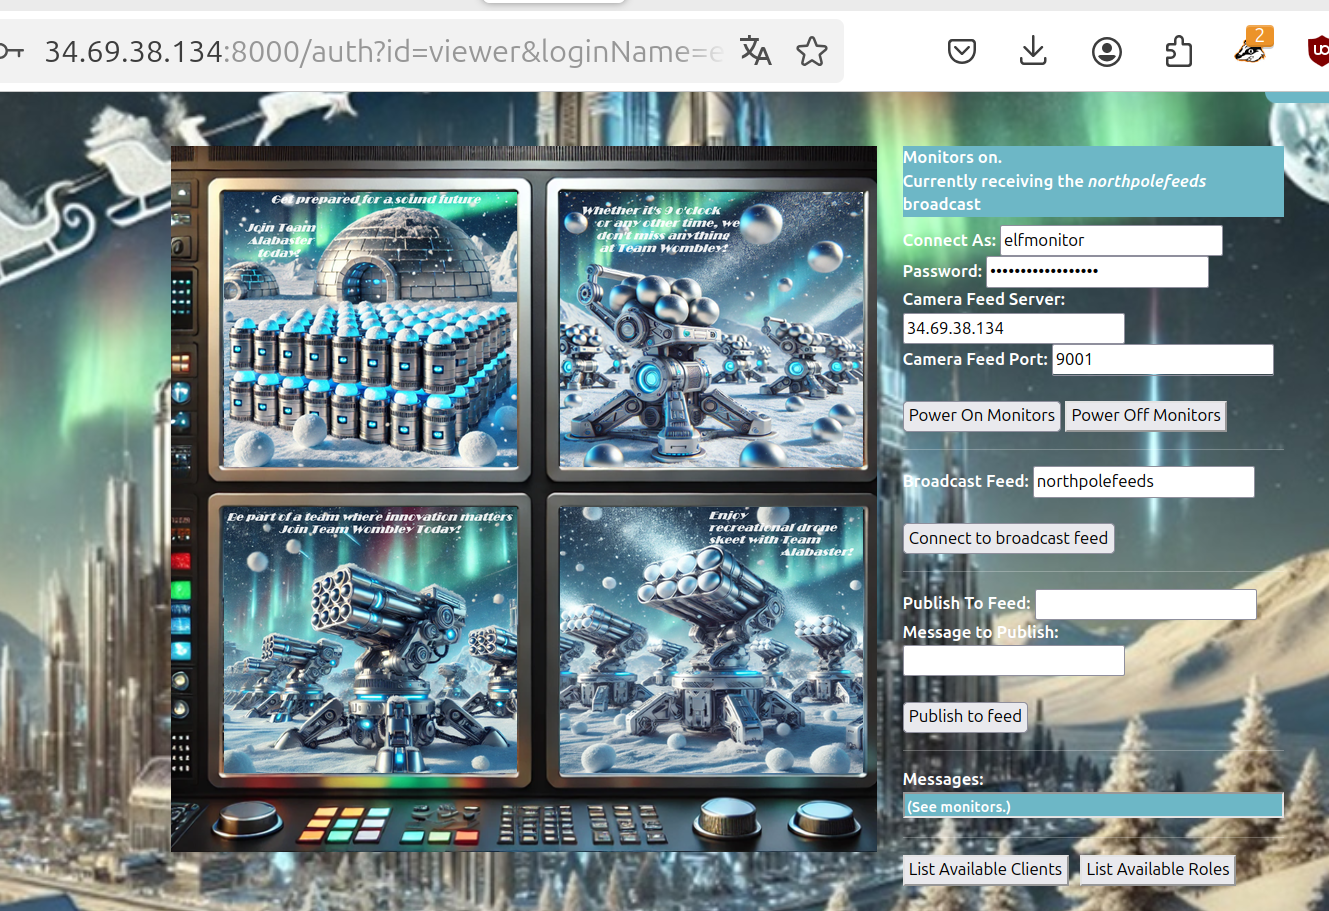 34.69.38.134:8000/auth?id=viewer&loginName=e
2
Get prepared for a sound future
Join Team
Alabaster
today!
Whether it's 9 o'clock
or any other time, we
don't miss anything
at Team Wombley!
Be part of a team where innovation matters
Join Team Wombley Today!
Enjoy
recreational drone
skeet with Team
Alabaster!
Monitors on.
Currently receiving the northpolefeeds
broadcast
Connect As: elfmonitor
Password: ••••••••••••••••••
Camera Feed Server:
34.69.38.134
Camera Feed Port: 9001
Power On Monitors Power Off Monitors
Broadcast Feed: northpolefeeds
Connect to broadcast feed
Publish To Feed:
Message to Publish:
Publish to feed
Messages:
(See monitors.)
List Available Clients List Available Roles